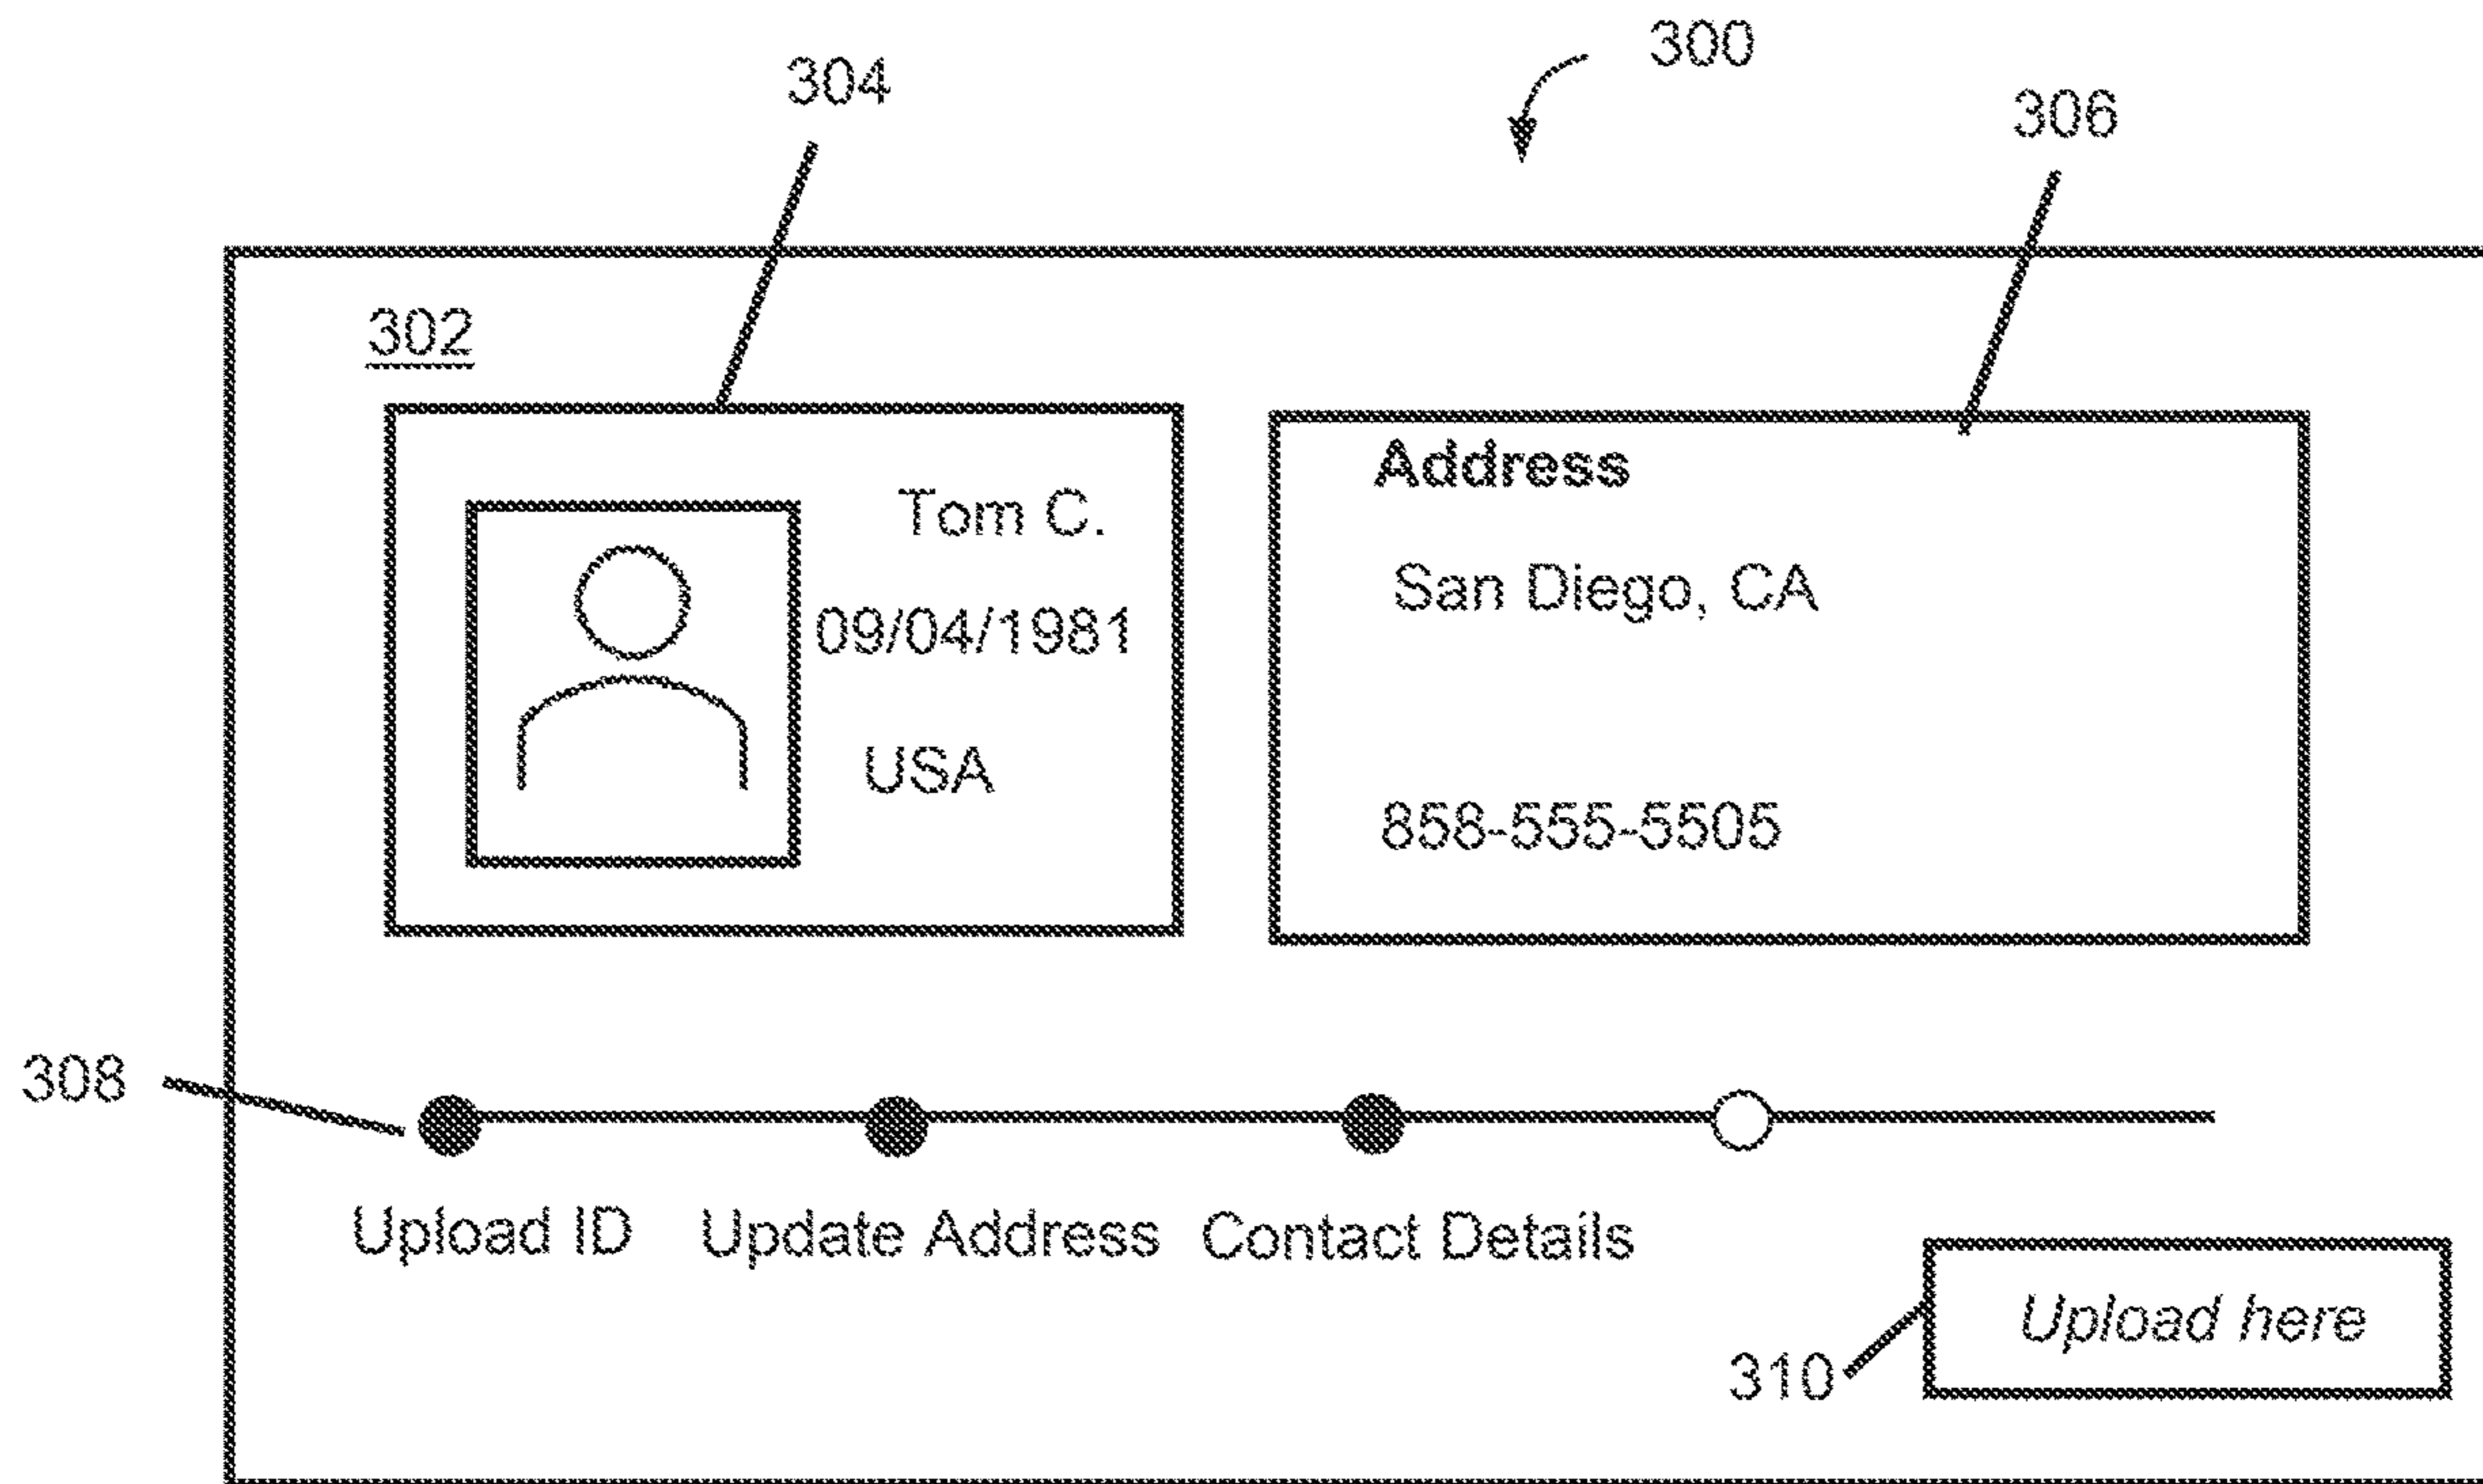 300
304
306
302
Tom C.
09/04/1981
USA
Address
San Diego, CA
858-555-5505
308
Upload ID
Update Address
Contact Details
Upload here
310